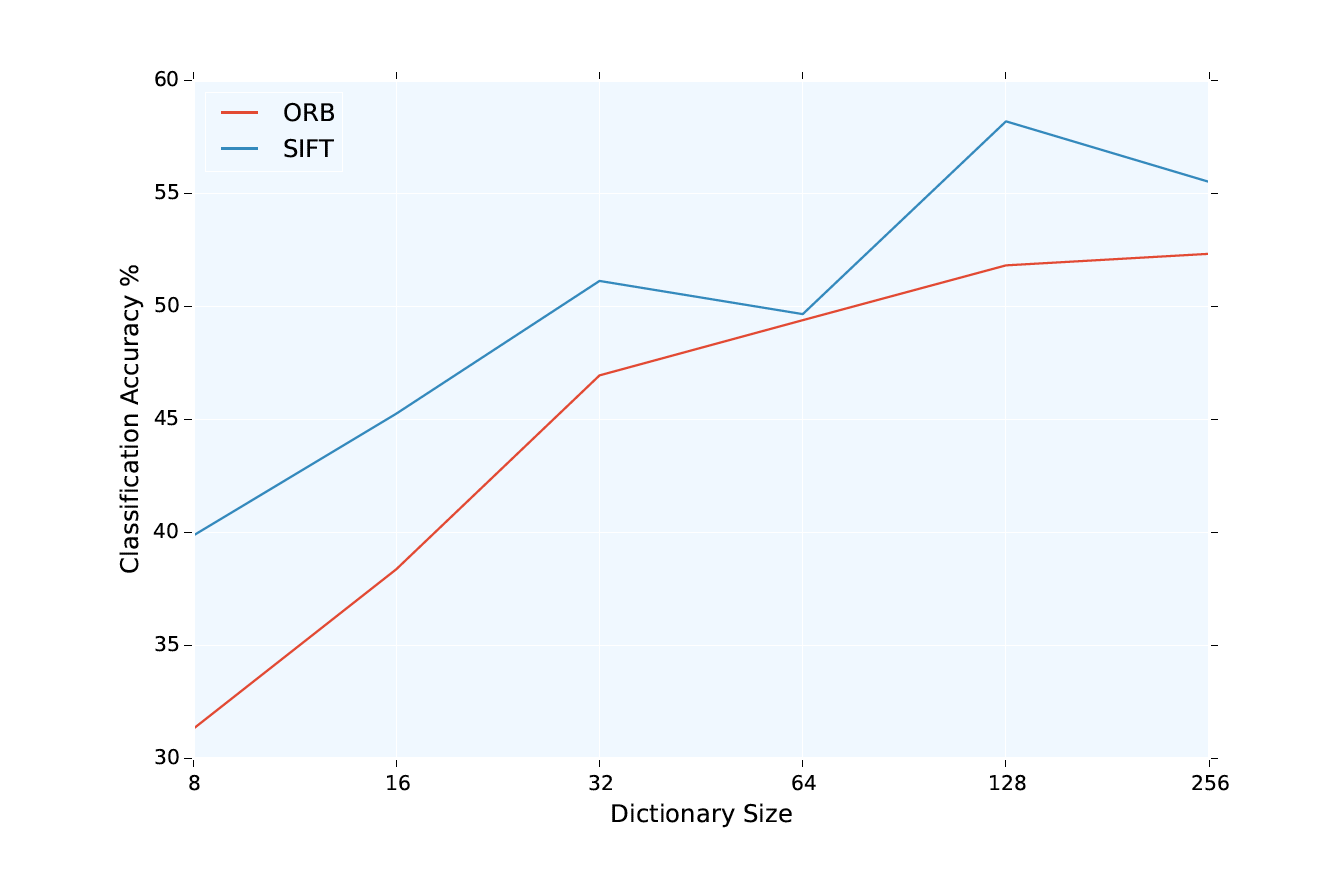 ORB
SIFT
60
55
50
45
40
35
30
Classification Accuracy %
8 16 32 64 128 256
Dictionary Size